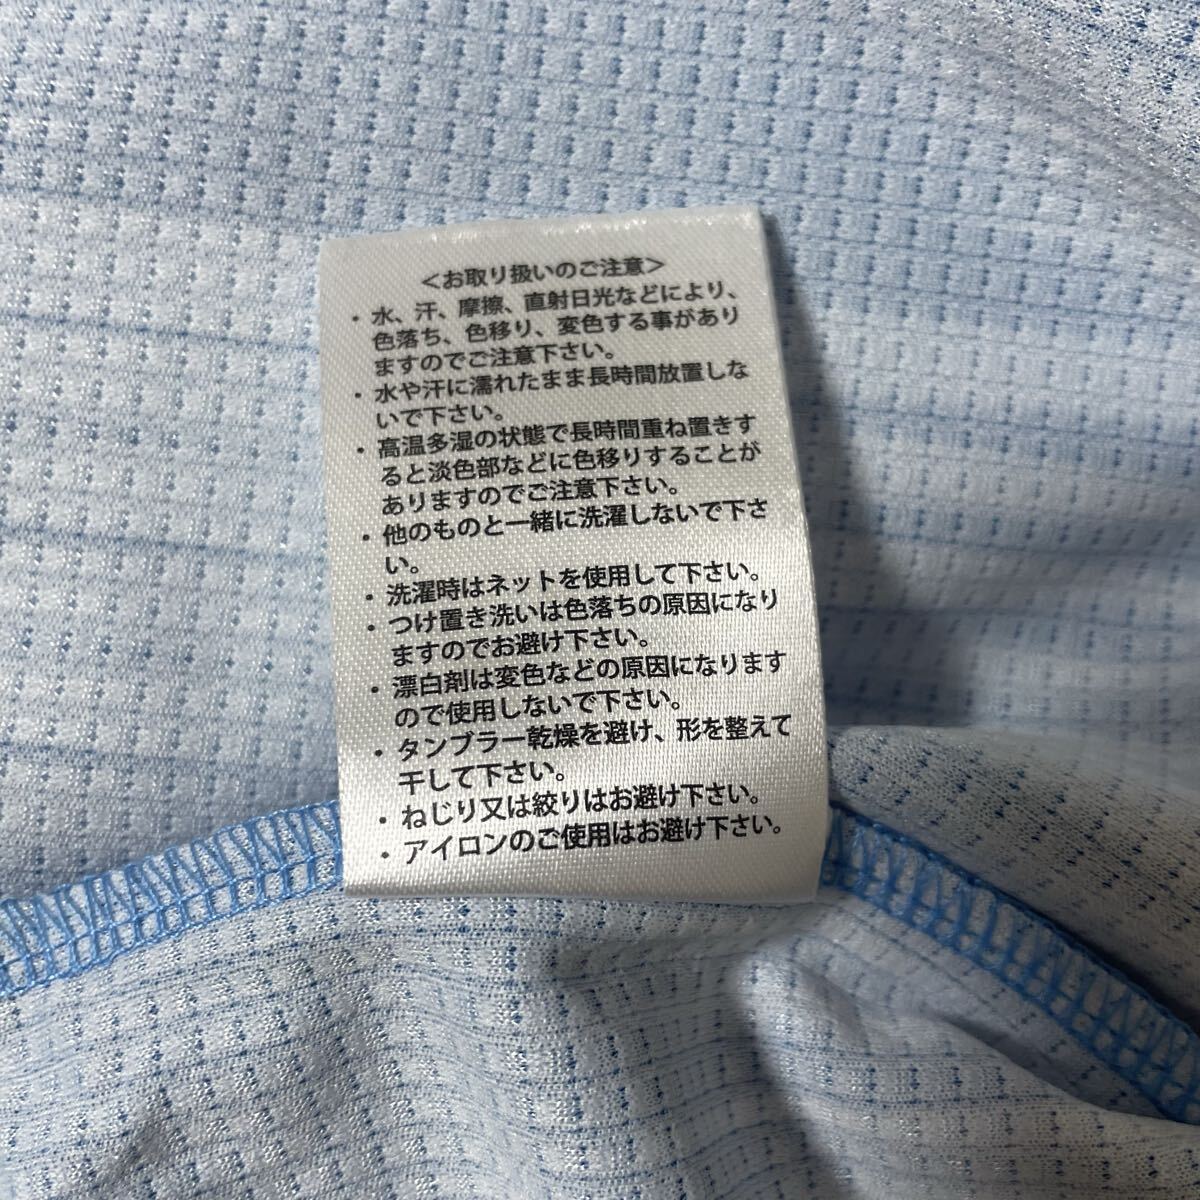 ＜お取り扱いのご注意＞
・水、汗、摩擦、直射日光などにより、
色落ち、色移り、変色する事があり
ますのでご注意下さい。
・水や汗に濡れたまま長時間放置しな
いで下さい。
・高温多湿の状態で長時間重ね置きす
ると淡色部などに色移りすることが
ありますのでご注意下さい。
・他のものと一緒に洗濯しないで下さ
い。
・洗濯時はネットを使用して下さい。
・つけ置き洗いは色落ちの原因になり
ますのでお避け下さい。
・漂白剤は変色などの原因になります
ので使用しないで下さい。
・タンブラー乾燥を避け、形を整えて
干して下さい。
・ねじり又は絞りはお避け下さい。
・アイロンのご使用はお避け下さい。